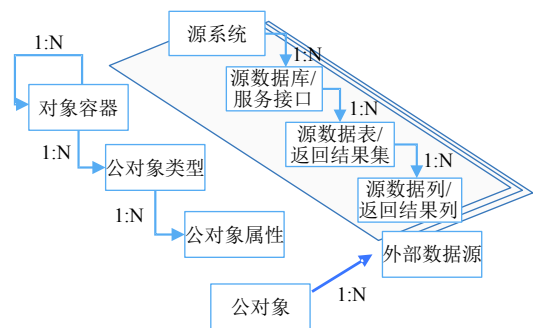 1:N
源系统
1:N
源数据库/
服务接口
对象容器
1:N
1:N
源数据表/
返回结果集
公对象类型
1:N
源数据列/
返回结果列
1:N
公对象属性
外部数据源
公对象
1:N